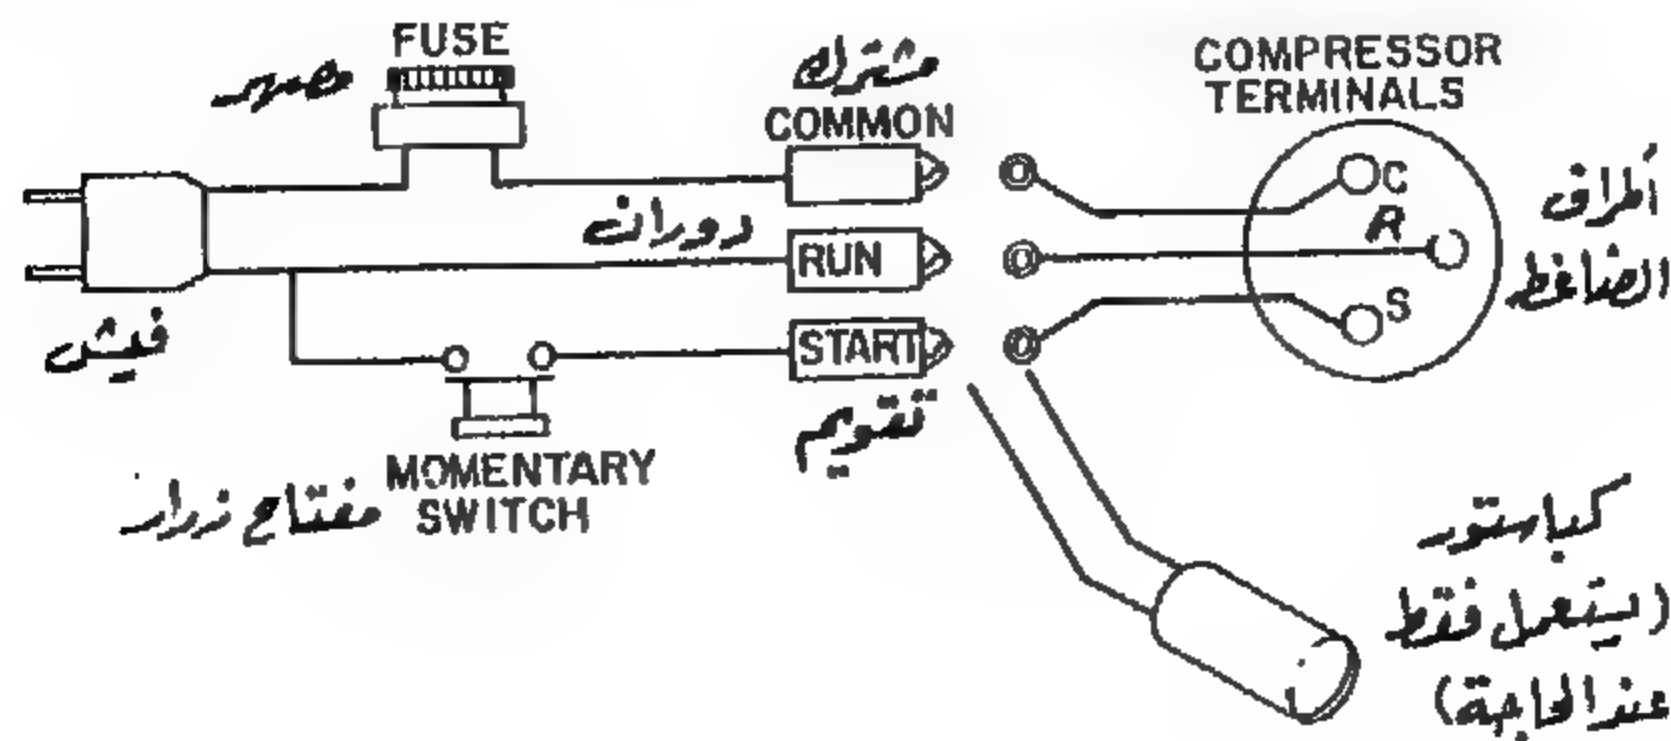 FUSE
مصهر
مشترك
COMMON
COMPRESSOR
TERMINALS
C
R
S
أطراف
الضاغط
دوران
RUN
START
تقويم
فيش
MOMENTARY
SWITCH
مفتاح زرار
كباستور
(يستعمل فقط
عند الحاجة)